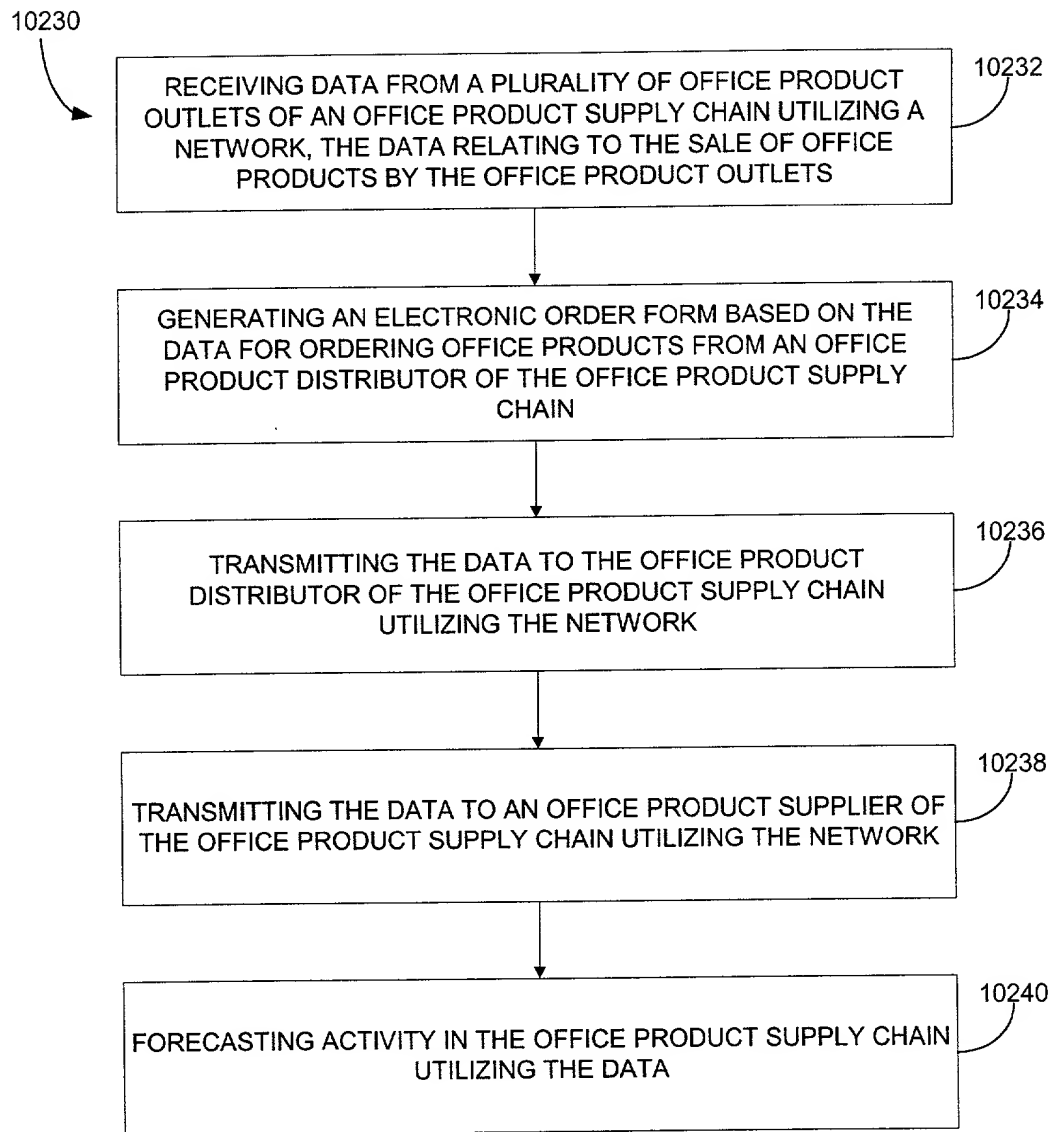 10230
RECEIVING DATA FROM A PLURALITY OF OFFICE PRODUCT
OUTLETS OF AN OFFICE PRODUCT SUPPLY CHAIN UTILIZING A
NETWORK, THE DATA RELATING TO THE SALE OF OFFICE
PRODUCTS BY THE OFFICE PRODUCT OUTLETS
10232
GENERATING AN ELECTRONIC ORDER FORM BASED ON THE
DATA FOR ORDERING OFFICE PRODUCTS FROM AN OFFICE
PRODUCT DISTRIBUTOR OF THE OFFICE PRODUCT SUPPLY
CHAIN
10234
TRANSMITTING THE DATA TO THE OFFICE PRODUCT
DISTRIBUTOR OF THE OFFICE PRODUCT SUPPLY CHAIN
UTILIZING THE NETWORK
10236
TRANSMITTING THE DATA TO AN OFFICE PRODUCT SUPPLIER OF
THE OFFICE PRODUCT SUPPLY CHAIN UTILIZING THE NETWORK
10238
FORECASTING ACTIVITY IN THE OFFICE PRODUCT SUPPLY CHAIN
UTILIZING THE DATA
10240